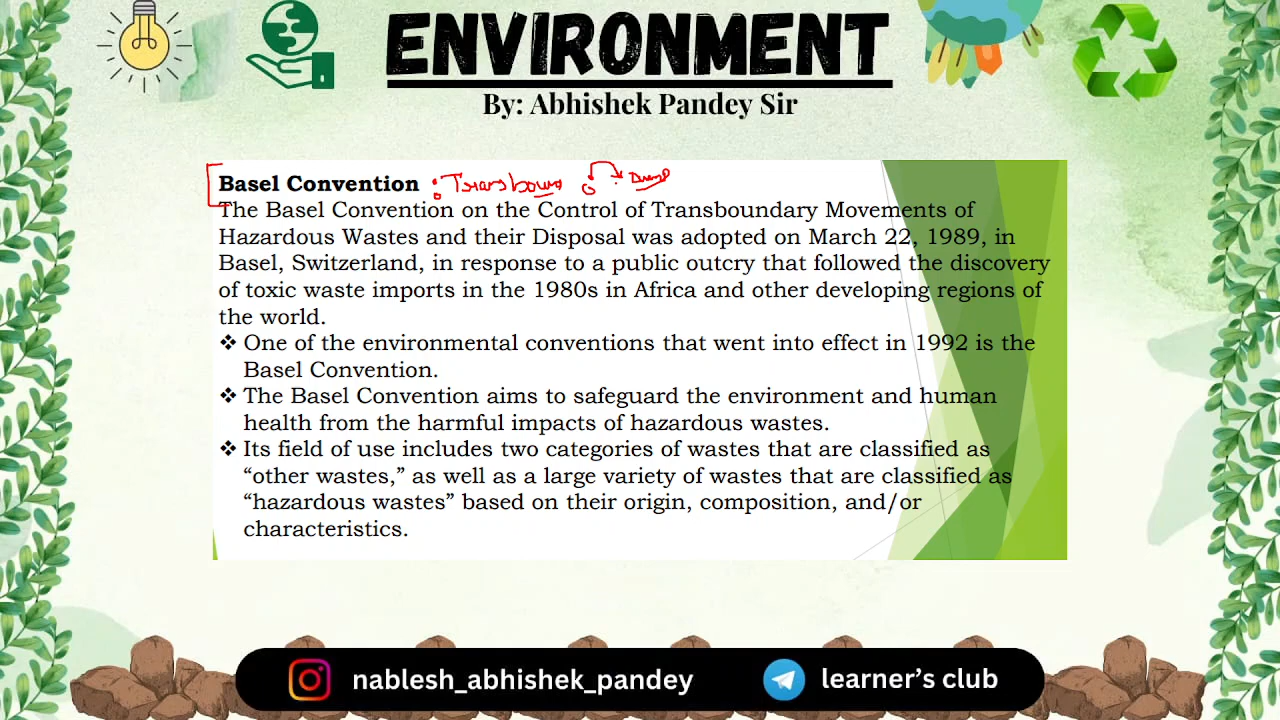 ENVIRONMENT
By: Abhishek Pandey Sir
Basel Convention : Transboun Dump
The Basel Convention on the Control of Transboundary Movements of
Hazardous Wastes and their Disposal was adopted on March 22, 1989, in
Basel, Switzerland, in response to a public outcry that followed the discovery
of toxic waste imports in the 1980s in Africa and other developing regions of
the world.
❖ One of the environmental conventions that went into effect in 1992 is the
Basel Convention.
❖ The Basel Convention aims to safeguard the environment and human
health from the harmful impacts of hazardous wastes.
❖ Its field of use includes two categories of wastes that are classified as
“other wastes,” as well as a large variety of wastes that are classified as
“hazardous wastes” based on their origin, composition, and/or
characteristics.
nablesh_abhishek_pandey
learner’s club